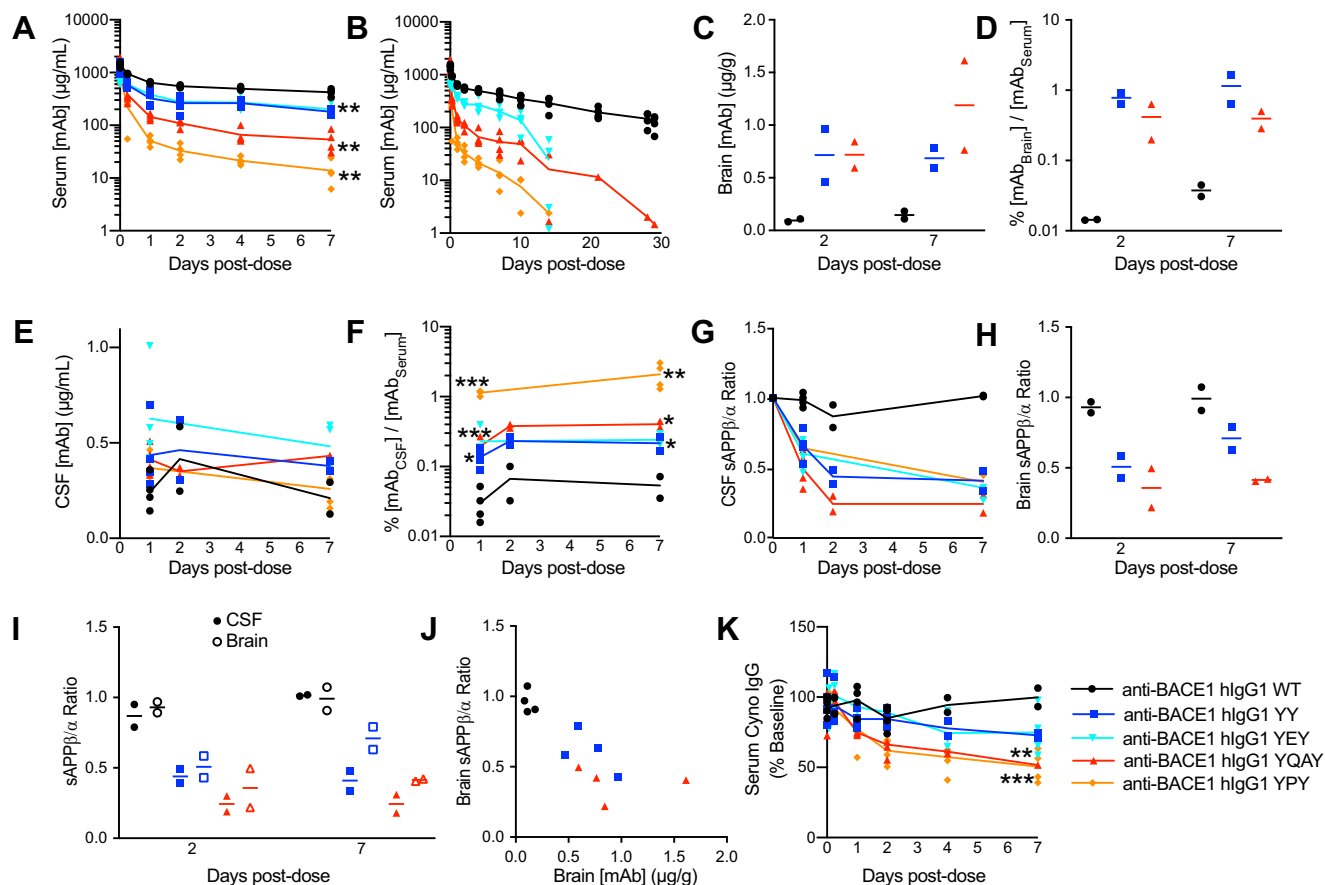 A
Serum [mAb] (µg/mL)
10000
1000
100
10
1
0 1 2 3 4 5 6 7
Days post-dose
**
**
**
B
Serum [mAb] (µg/mL)
10000
1000
100
10
1
0 10 20 30
Days post-dose
C
Brain [mAb] (µg/g)
2.0
1.5
1.0
0.5
0.0
2 7
Days post-dose
D
% [mAbBrain] / [mAbSerum]
10
1
0.1
0.01
2 7
Days post-dose
E
CSF [mAb] (µg/mL)
1.0
0.5
0.0
0 1 2 3 4 5 6 7
Days post-dose
F
% [mAbCSF] / [mAbSerum]
10
1
0.1
0.01
0 1 2 3 4 5 6 7
Days post-dose
***
***
*
**
*
*
G
CSF sAPPβ/α Ratio
1.5
1.0
0.5
0.0
0 1 2 3 4 5 6 7
Days post-dose
H
Brain sAPPβ/α Ratio
1.5
1.0
0.5
0.0
2 7
Days post-dose
I
sAPPβ/α Ratio
1.5
1.0
0.5
0.0
CSF
Brain
2 7
Days post-dose
J
Brain sAPPβ/α Ratio
1.5
1.0
0.5
0.0
0.0 0.5 1.0 1.5 2.0
Brain [mAb] (µg/g)
K
Serum Cyno IgG
(% Baseline)
150
100
50
0
0 1 2 3 4 5 6 7
Days post-dose
**
***
anti-BACE1 hIgG1 WT
anti-BACE1 hIgG1 YY
anti-BACE1 hIgG1 YEY
anti-BACE1 hIgG1 YQAY
anti-BACE1 hIgG1 YPY